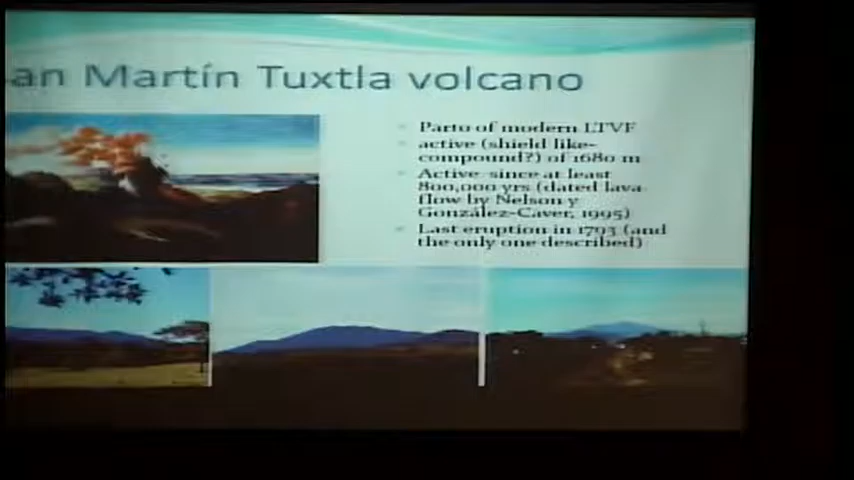 an Martín Tuxtla volcano
Parto of modern LTVF
active (shield like-
compound?) of 1680 m
Active since at least
800,000 yrs (dated lava
flow by Nelson y
González-Caver, 1995)
Last eruption in 1793 (and
the only one described)